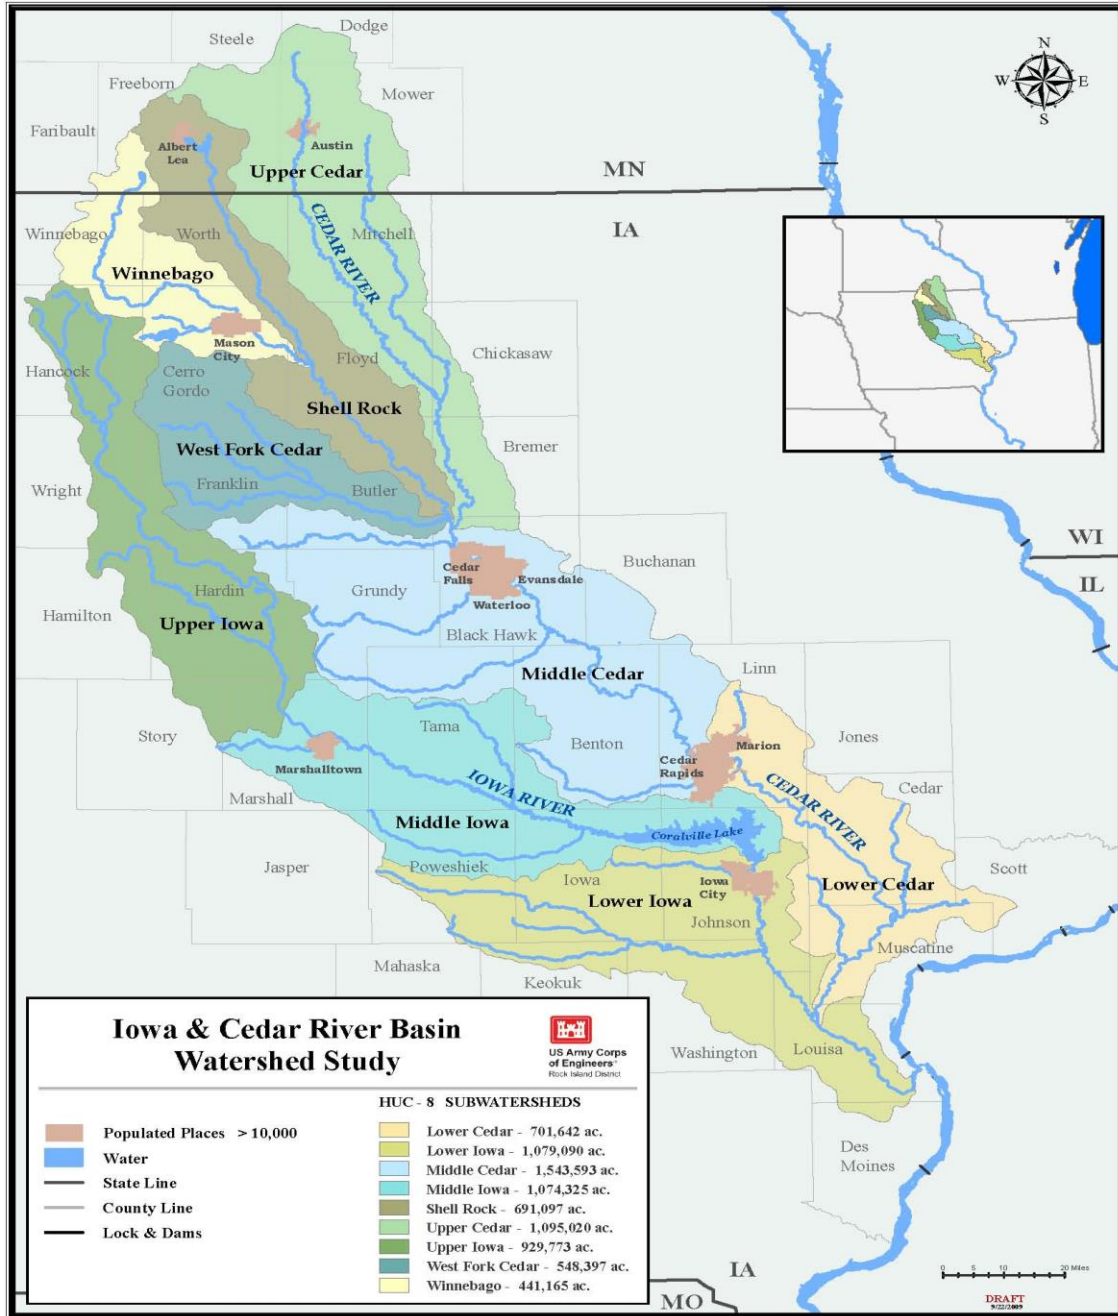 Dodge
Steele
Mower
Freeborn
Faribault
Albert
Lea
Austin
Upper Cedar
MN
IA
N
W
E
S
CEDAR RIVER
Winnebago
Worth
Mitchell
Winnebago
Mason
City
Hancock
Cerro
Gordo
Floyd
Chickasaw
Shell Rock
West Fork Cedar
Bremer
Wright
Franklin
Butler
WI
IL
Cedar
Falls
Evansdale
Waterloo
Buchanan
Hamilton
Hardin
Grundy
Upper Iowa
Black Hawk
Middle Cedar
Linn
Story
Tama
Benton
Marion
Cedar
Rapids
Jones
Marshalltown
Marshall
IOWA RIVER
CEDAR RIVER
Cedar
Middle Iowa
Coralville Lake
Jasper
Poweshiek
Iowa
Iowa
City
Lower Cedar
Scott
Lower Iowa
Johnson
Muscatine
Mahaska
Keokuk
Washington
Louisa
Des
Moines
IA
MO
Iowa & Cedar River Basin
Watershed Study
US Army Corps
of Engineers
Rock Island District
Populated Places > 10,000
Water
State Line
County Line
Lock & Dams
HUC - 8 SUBWATERSHEDS
Lower Cedar - 701,642 ac.
Lower Iowa - 1,079,090 ac.
Middle Cedar - 1,543,593 ac.
Middle Iowa - 1,074,325 ac.
Shell Rock - 691,097 ac.
Upper Cedar - 1,095,020 ac.
Upper Iowa - 929,773 ac.
West Fork Cedar - 548,397 ac.
Winnebago - 441,165 ac.
0 5 10 20 Miles
DRAFT
9/22/2009